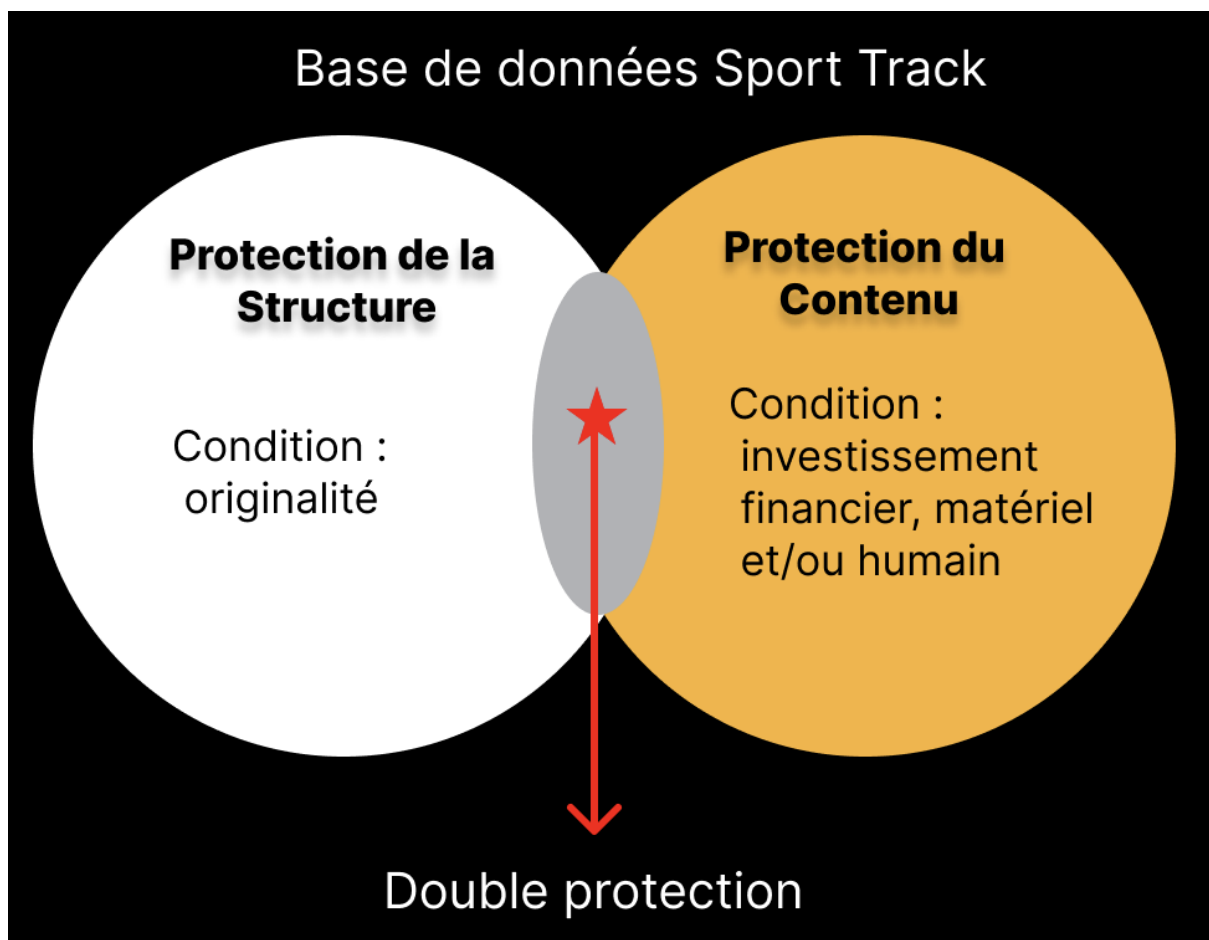 Base de données Sport Track
Protection de la
Structure
Condition :
originalité
Protection du
Contenu
Condition :
investissement
financier, matériel
et/ou humain
Double protection